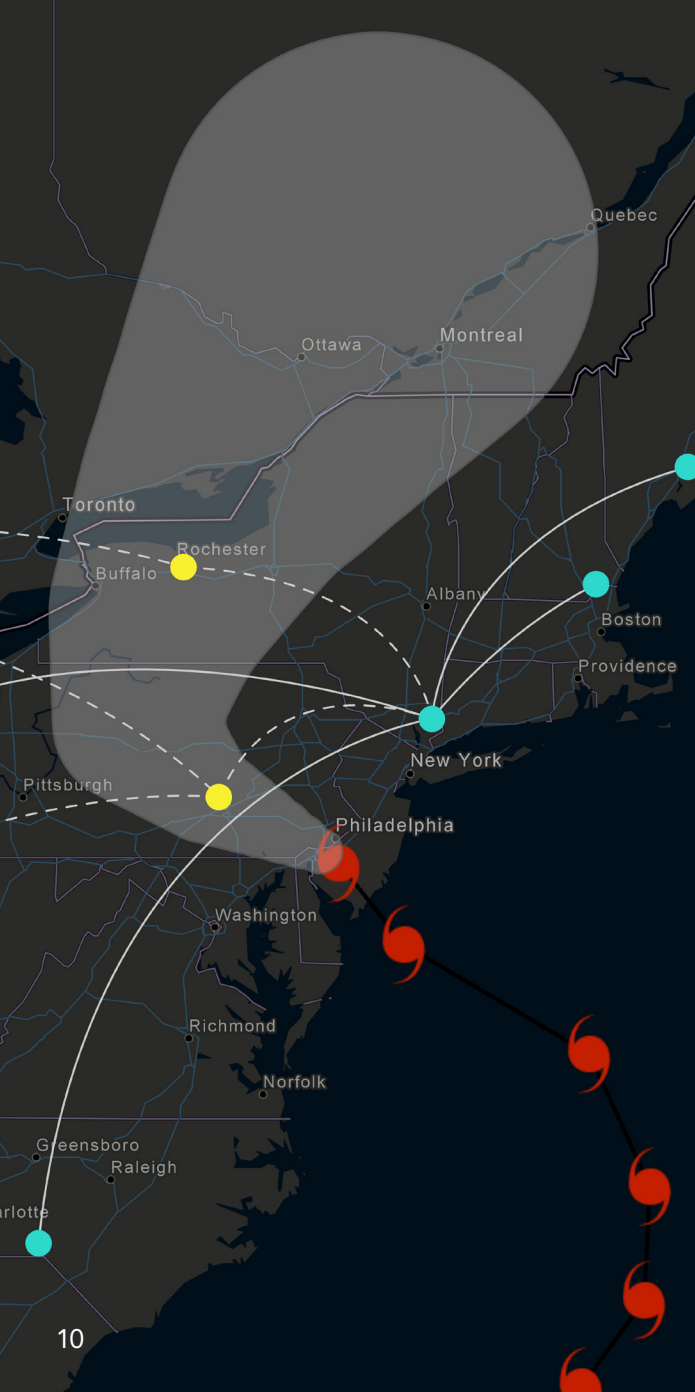 Quebec
Montreal
Ottawa
Toronto
Rochester
Buffalo
Albany
Boston
Providence
New York
Pittsburgh
Philadelphia
Washington
Richmond
Norfolk
Greensboro
Raleigh
arlotte
10